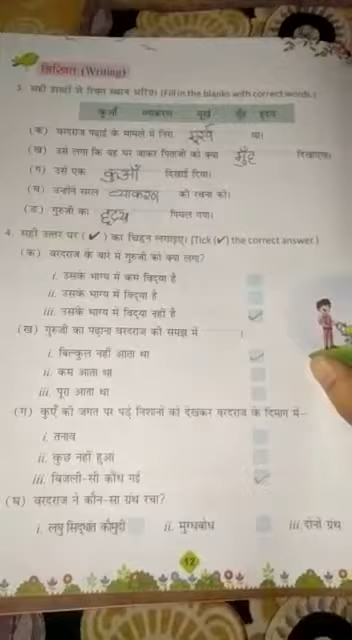 लिखित (Writing)
3. सही शब्दों से रिक्त स्थान भरिए। (Fill in the blanks with correct words.)
कुआँ व्याकरण मूर्ख मुँह हृदय
(क) वरदराज पढ़ाई के मामले में निरा मूर्ख था।
(ख) उसे लगा कि वह घर जाकर पिताजी को क्या मुँह दिखाएगा।
(ग) उसे एक कुआँ दिखाई दिया।
(घ) उन्होंने सरल व्याकरण की रचना की।
(ङ) गुरुजी का हृदय पिघल गया।
4. सही उत्तर पर (✔) का चिह्न लगाइए। (Tick (✔) the correct answer.)
(क) वरदराज के बारे में गुरुजी को क्या लगा?
i. उसके भाग्य में कम विद्या है
ii. उसके भाग्य में विद्या है
iii. उसके भाग्य में विद्या नहीं है ✓
(ख) गुरुजी का पढ़ाना वरदराज की समझ में ______ ।
i. बिल्कुल नहीं आता था ✓
ii. कम आता था
iii. पूरा आता था
(ग) कुएँ की जगत पर पड़े निशानों को देखकर वरदराज के दिमाग में–
i. तनाव
ii. कुछ नहीं हुआ
iii. बिजली-सी कौंध गई ✓
(घ) वरदराज ने कौन-सा ग्रंथ रचा?
i. लघु सिद्धांत कौमुदी ii. मुग्धबोध iii. दोनों ग्रंथ
12